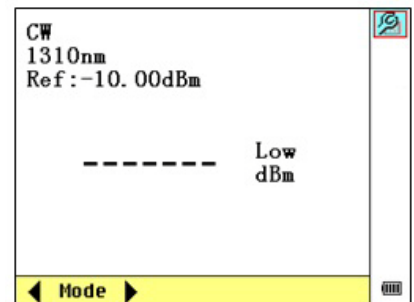 CW
1310nm
Ref:-10.00dBm
------- Low
dBm
Mode